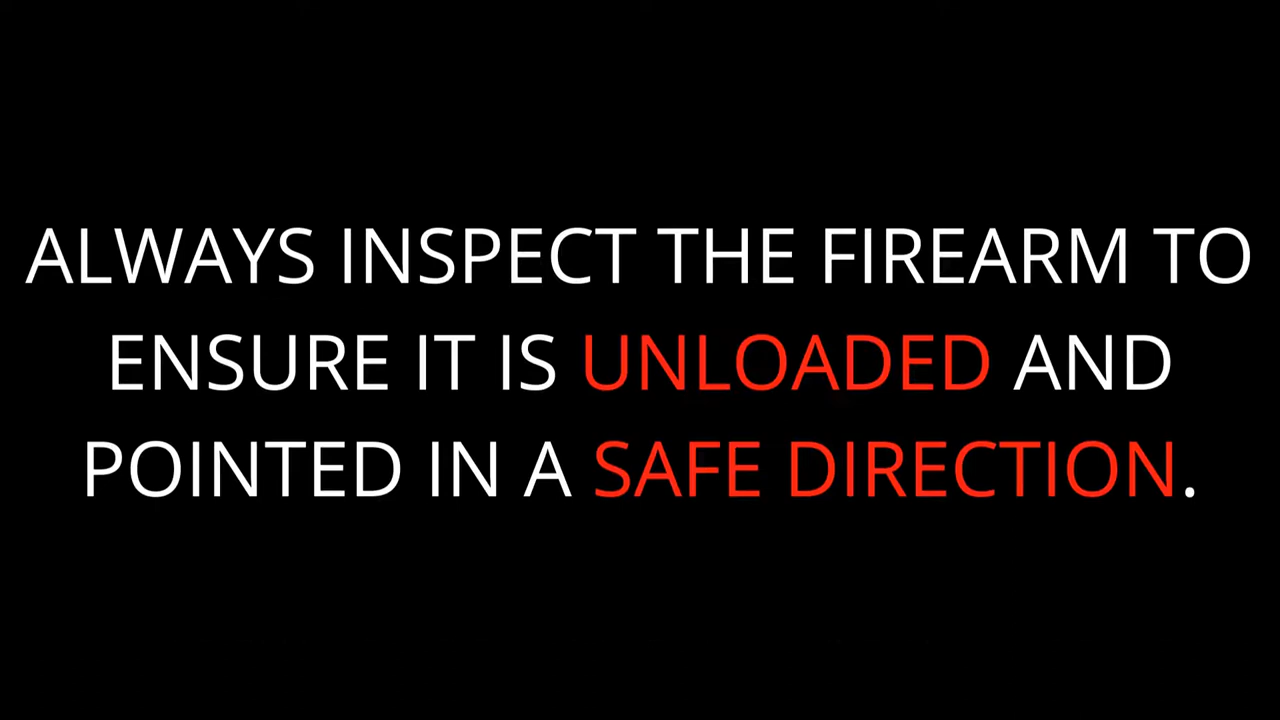 ALWAYS INSPECT THE FIREARM TO
ENSURE IT IS UNLOADED AND
POINTED IN A SAFE DIRECTION.